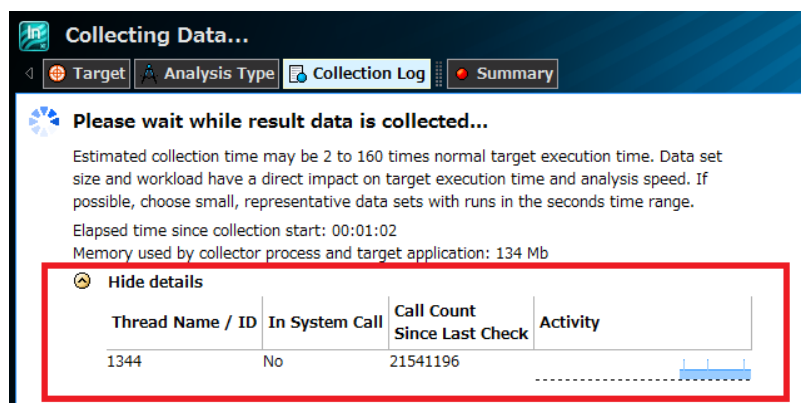 In
Collecting Data...
Target Analysis Type Collection Log Summary
Please wait while result data is collected...
Estimated collection time may be 2 to 160 times normal target execution time. Data set
size and workload have a direct impact on target execution time and analysis speed. If
possible, choose small, representative data sets with runs in the seconds time range.
Elapsed time since collection start: 00:01:02
Memory used by collector process and target application: 134 Mb
Hide details
Thread Name / ID In System Call Call Count Since Last Check Activity
1344 No 21541196